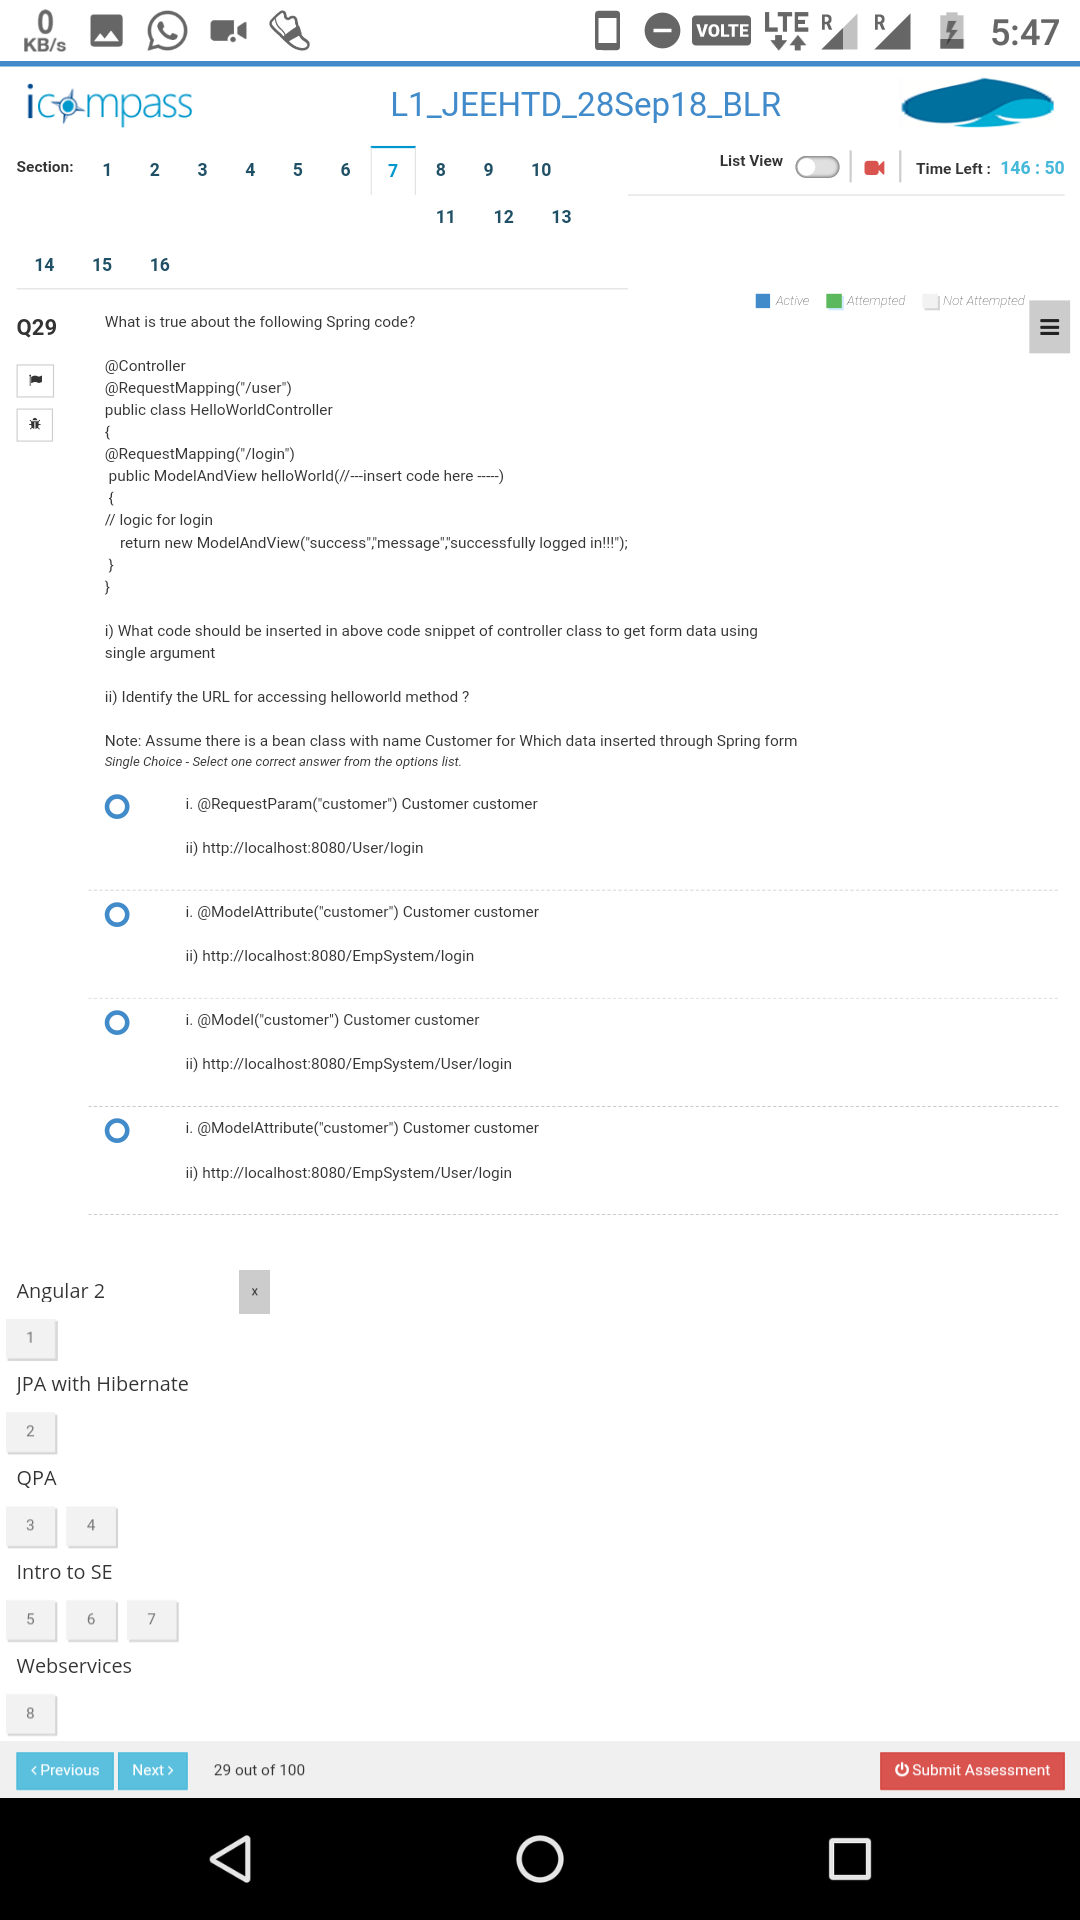 0
KB/s
VOLTE
LTE
R
R
5:47
icompass
L1_JEEHTD_28Sep18_BLR
Section: 1 2 3 4 5 6 7 8 9 10
11 12 13
14 15 16
List View
Time Left : 146 : 50
Active Attempted Not Attempted
Q29
What is true about the following Spring code?
@Controller
@RequestMapping("/user")
public class HelloWorldController
{
@RequestMapping("/login")
public ModelAndView helloWorld(//---insert code here -----)
{
// logic for login
return new ModelAndView("success","message","successfully logged in!!!");
}
}
i) What code should be inserted in above code snippet of controller class to get form data using
single argument
ii) Identify the URL for accessing helloworld method ?
Note: Assume there is a bean class with name Customer for Which data inserted through Spring form
Single Choice - Select one correct answer from the options list.
i. @RequestParam("customer") Customer customer
ii) http://localhost:8080/User/login
i. @ModelAttribute("customer") Customer customer
ii) http://localhost:8080/EmpSystem/login
i. @Model("customer") Customer customer
ii) http://localhost:8080/EmpSystem/User/login
i. @ModelAttribute("customer") Customer customer
ii) http://localhost:8080/EmpSystem/User/login
Angular 2
x
1
JPA with Hibernate
2
QPA
3 4
Intro to SE
5 6 7
Webservices
8
‹ Previous
Next ›
29 out of 100
Submit Assessment